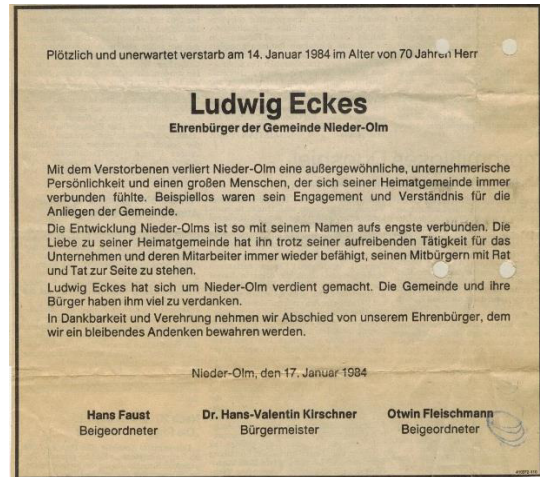 Plötzlich und unerwartet verstarb am 14. Januar 1984 im Alter von 70 Jahren Herr
Ludwig Eckes
Ehrenbürger der Gemeinde Nieder-Olm
Mit dem Verstorbenen verliert Nieder-Olm eine außergewöhnliche, unternehmerische
Persönlichkeit und einen großen Menschen, der sich seiner Heimatgemeinde immer
verbunden fühlte. Beispiellos waren sein Engagement und Verständnis für die
Anliegen der Gemeinde.
Die Entwicklung Nieder-Olms ist so mit seinem Namen aufs engste verbunden. Die
Liebe zu seiner Heimatgemeinde hat ihn trotz seiner aufreibenden Tätigkeit für das
Unternehmen und deren Mitarbeiter immer wieder befähigt, seinen Mitbürgern mit Rat
und Tat zur Seite zu stehen.
Ludwig Eckes hat sich um Nieder-Olm verdient gemacht. Die Gemeinde und ihre
Bürger haben ihm viel zu verdanken.
In Dankbarkeit und Verehrung nehmen wir Abschied von unserem Ehrenbürger, dem
wir ein bleibendes Andenken bewahren werden.
Nieder-Olm, den 17. Januar 1984
Hans Faust Dr. Hans-Valentin Kirschner Otwin Fleischmann
Beigeordneter Bürgermeister Beigeordneter